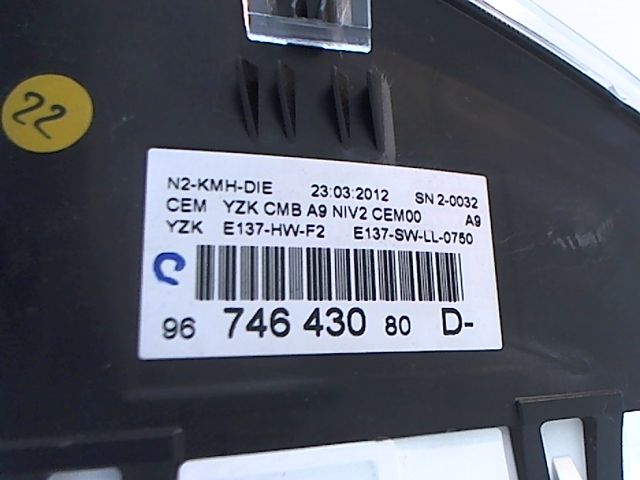 22
N2-KMH-DIE 23:03:2012 SN 2-0032
CEM YZK CMB A9 NIV2 CEM00 A9
YZK E137-HW-F2 E137-SW-LL-0750
C
96 746 430 80 D-